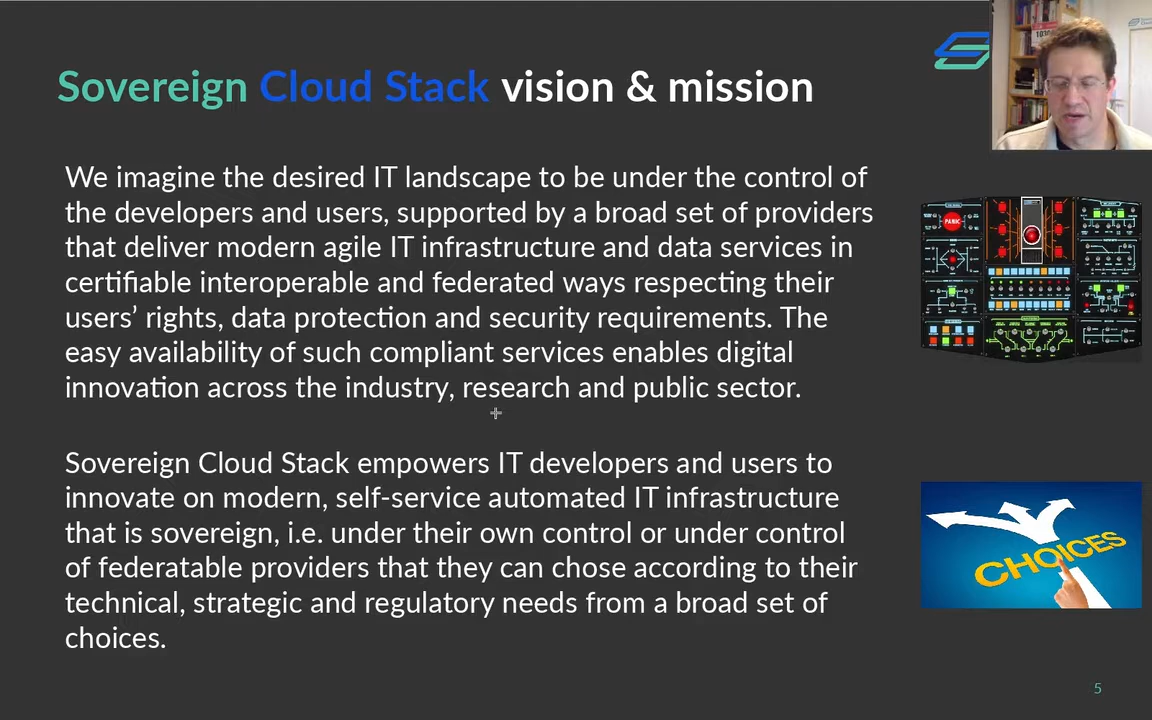 Sovereign Cloud Stack vision & mission
We imagine the desired IT landscape to be under the control of
the developers and users, supported by a broad set of providers
that deliver modern agile IT infrastructure and data services in
certifiable interoperable and federated ways respecting their
users’ rights, data protection and security requirements. The
easy availability of such compliant services enables digital
innovation across the industry, research and public sector.
PANIC
Sovereign Cloud Stack empowers IT developers and users to
innovate on modern, self-service automated IT infrastructure
that is sovereign, i.e. under their own control or under control
of federatable providers that they can chose according to their
technical, strategic and regulatory needs from a broad set of
choices.
CHOICES
5